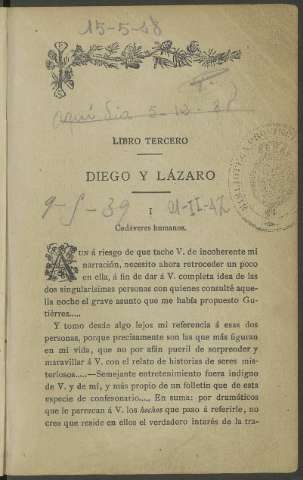 15-5-28
5-12-38
LIBRO TERCERO
DIEGO Y LÁZARO
9-5-39
01-II-42
I
Cadáveres humanos.
AUN á riesgo de que tache V. de incoherente mi
narración, necesito ahora retroceder un poco
en ella, á fin de dar á V. completa idea de las
dos singularísimas personas con quienes consulté aque-
lla noche el grave asunto que me había propuesto Gu-
tiérrez.....
Y tomo desde algo lejos mi referencia á esas dos
personas, porque precisamente son las que más figuran
en mi vida, que no por afán pueril de sorprender y
maravillar á V. con el relato de historias de seres mis-
teriosos.....—Semejante entretenimiento fuera indigno
de V. y de mí, y más propio de un folletín que de esta
especie de confesonario..... En suma: por dramáticos
que le parezcan á V. los hechos que paso á referirle, no
crea que reside en ellos el verdadero interés de la tra-